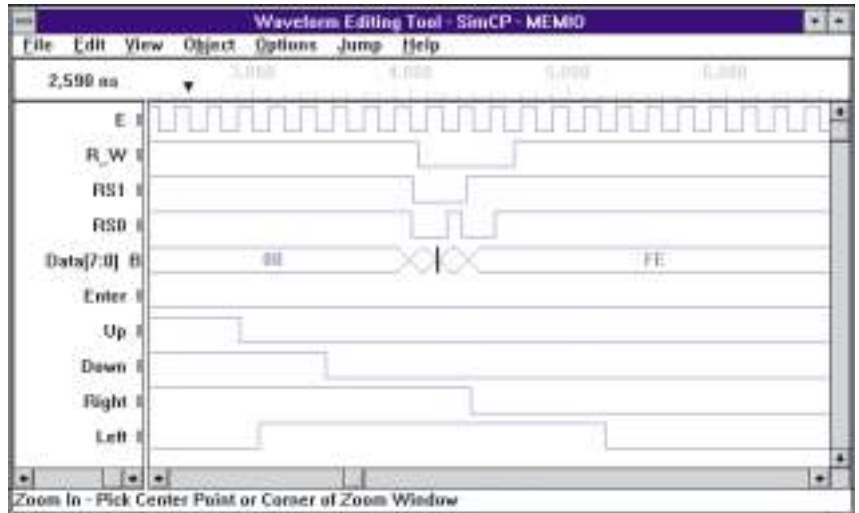 Waveform Editing Tool - SimCP - MEMIO
File Edit View Object Options Jump Help
2,590 ns 3,000 4,000 5,000 6,000
E
R_W
RS1
RS0
Data[7:0] FE
Enter
Up
Down
Right
Left
Zoom In - Pick Center Point or Corner of Zoom Window